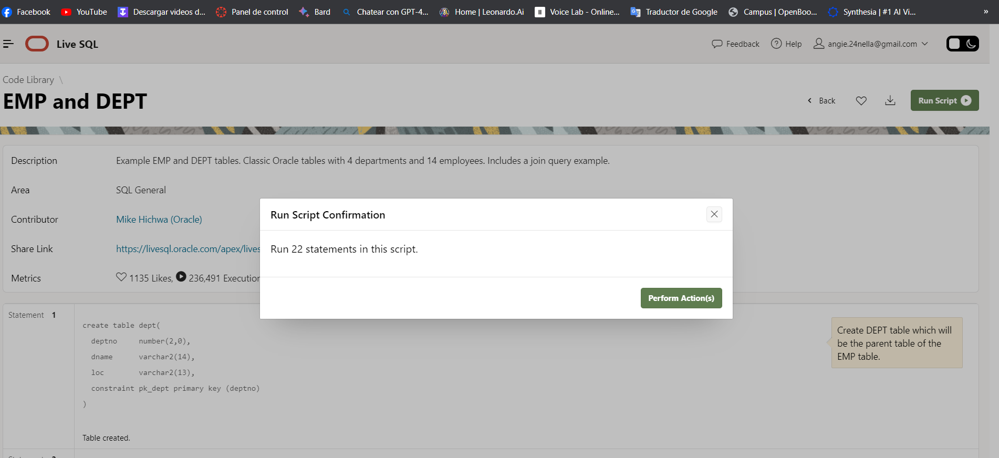 Facebook YouTube Descargar videos d... Panel de control Bard Chatear con GPT-4... Home | Leonardo.Ai Voice Lab - Online... Traductor de Google Campus | OpenBoo... Synthesia | #1 AI Vi... »
Live SQL Feedback Help angie.24nella@gmail.com
Code Library \
EMP and DEPT Back Run Script
Description Example EMP and DEPT tables. Classic Oracle tables with 4 departments and 14 employees. Includes a join query example.
Area SQL General
Contributor Mike Hichwa (Oracle)
Share Link https://livesql.oracle.com/apex/lives
Metrics 1135 Likes, 236,491 Execution
Run Script Confirmation
Run 22 statements in this script.
Perform Action(s)
Statement 1
create table dept(
deptno number(2,0),
dname varchar2(14),
loc varchar2(13),
constraint pk_dept primary key (deptno)
)
Table created.
Create DEPT table which will
be the parent table of the
EMP table.